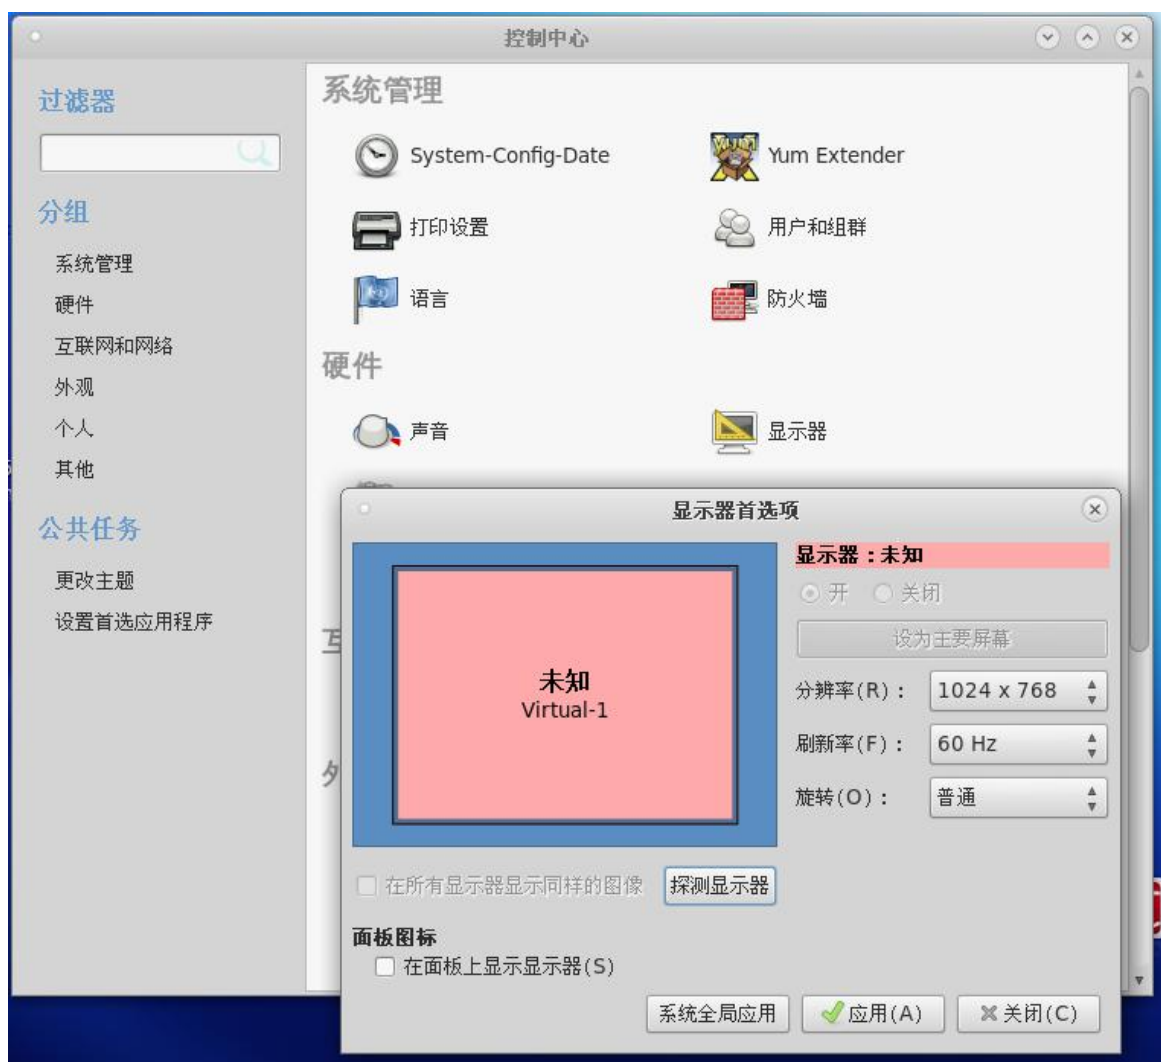 控制中心
过滤器
分组
系统管理
硬件
互联网和网络
外观
个人
其他
公共任务
更改主题
设置首选应用程序
系统管理
System-Config-Date
Yum Extender
打印设置
用户和组群
语言
防火墙
硬件
声音
显示器
显示器首选项
未知
Virtual-1
显示器：未知
开
关闭
设为主要屏幕
分辨率(R)：
1024 x 768
刷新率(F)：
60 Hz
旋转(O)：
普通
在所有显示器显示同样的图像
探测显示器
面板图标
在面板上显示显示器(S)
系统全局应用
应用(A)
关闭(C)